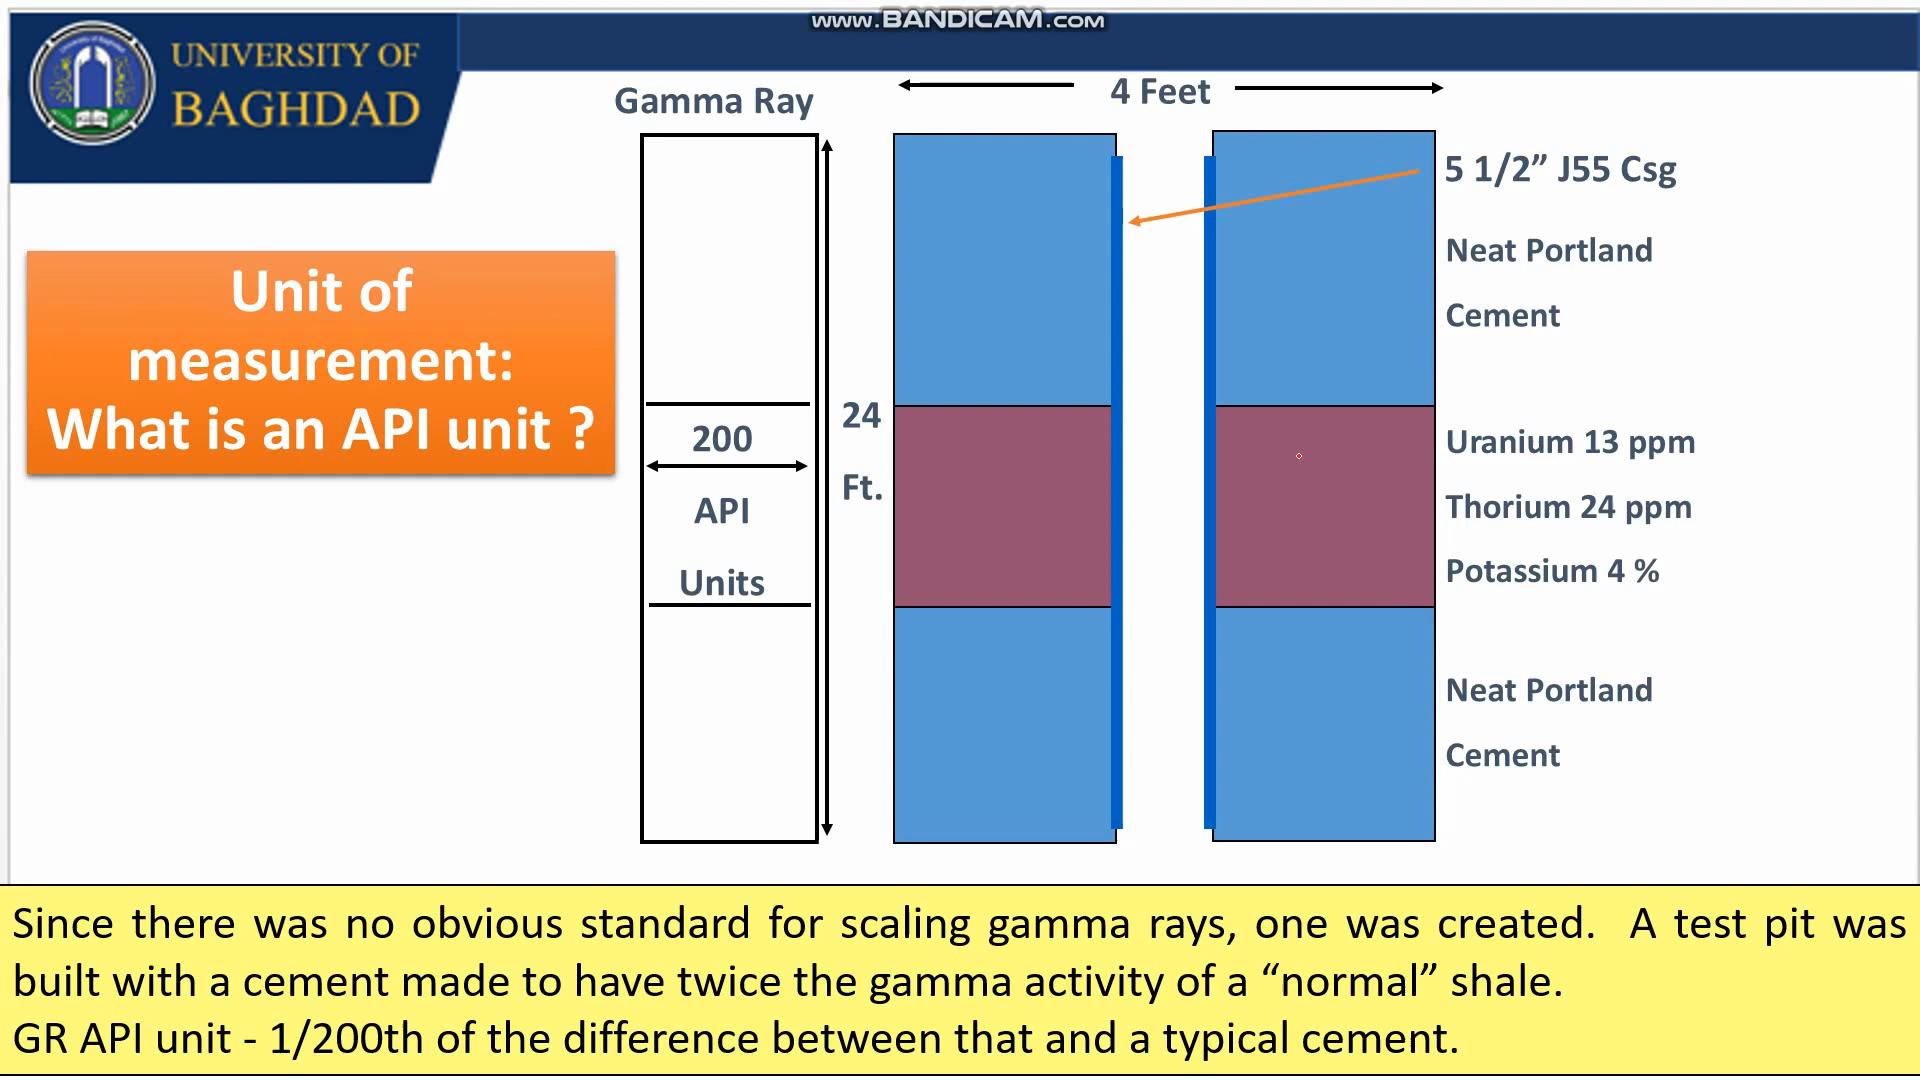 www.BANDICAM.com
UNIVERSITY OF
BAGHDAD
Gamma Ray
4 Feet
5 1/2” J55 Csg
Neat Portland
Cement
Unit of
measurement:
What is an API unit ?
200
API
Units
24
Ft.
Uranium 13 ppm
Thorium 24 ppm
Potassium 4 %
Neat Portland
Cement
Since there was no obvious standard for scaling gamma rays, one was created. A test pit was
built with a cement made to have twice the gamma activity of a “normal” shale.
GR API unit - 1/200th of the difference between that and a typical cement.